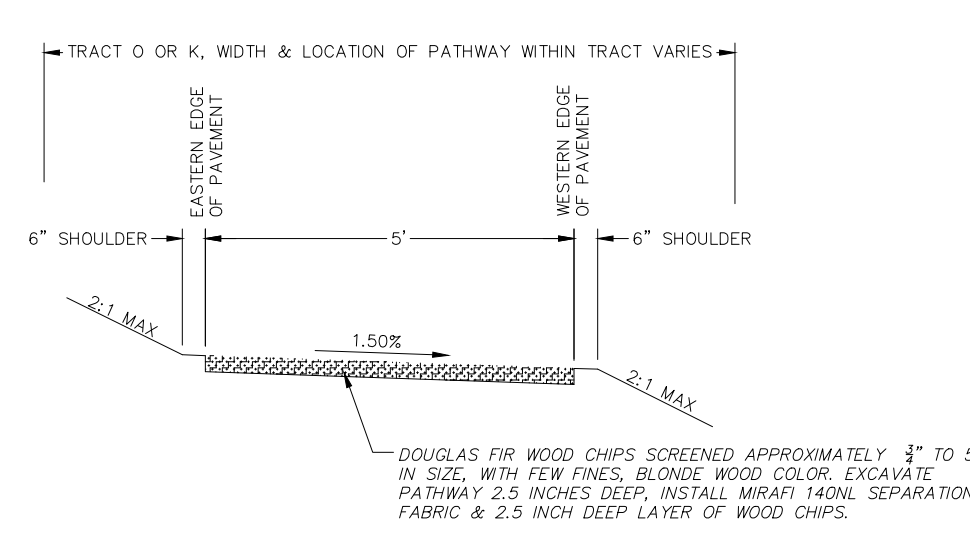 TRACT O OR K, WIDTH & LOCATION OF PATHWAY WITHIN TRACT VARIES
EASTERN EDGE
OF PAVEMENT
WESTERN EDGE
OF PAVEMENT
6" SHOULDER
5'
6" SHOULDER
2:1 MAX
1.50%
2:1 MAX
DOUGLAS FIR WOOD CHIPS SCREENED APPROXIMATELY ¾" TO 5
IN SIZE, WITH FEW FINES, BLONDE WOOD COLOR. EXCAVATE
PATHWAY 2.5 INCHES DEEP, INSTALL MIRAFI 140NL SEPARATION
FABRIC & 2.5 INCH DEEP LAYER OF WOOD CHIPS.